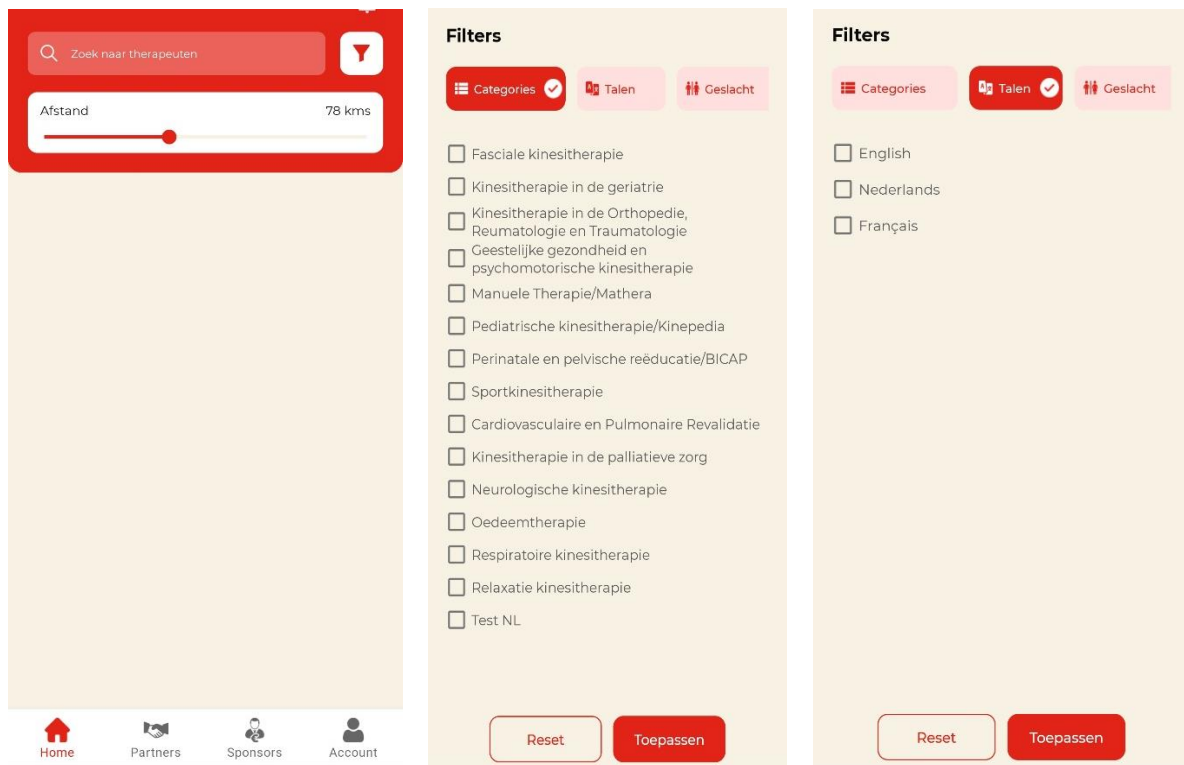 Zoek naar therapeuten
Afstand 78 kms
Home Partners Sponsors Account
Filters
Categories Talen Geslacht
Fasciale kinesitherapie
Kinesitherapie in de geriatrie
Kinesitherapie in de Orthopedie,
Reumatologie en Traumatologie
Geestelijke gezondheid en
psychomotorische kinesitherapie
Manuele Therapie/Mathera
Pediatrische kinesitherapie/Kinepedia
Perinatale en pelvische reëducatie/BICAP
Sportkinesitherapie
Cardiovasculaire en Pulmonaire Revalidatie
Kinesitherapie in de palliatieve zorg
Neurologische kinesitherapie
Oedeemtherapie
Respiratoire kinesitherapie
Relaxatie kinesitherapie
Test NL
Reset Toepassen
Filters
Categories Talen Geslacht
English
Nederlands
Français
Reset Toepassen